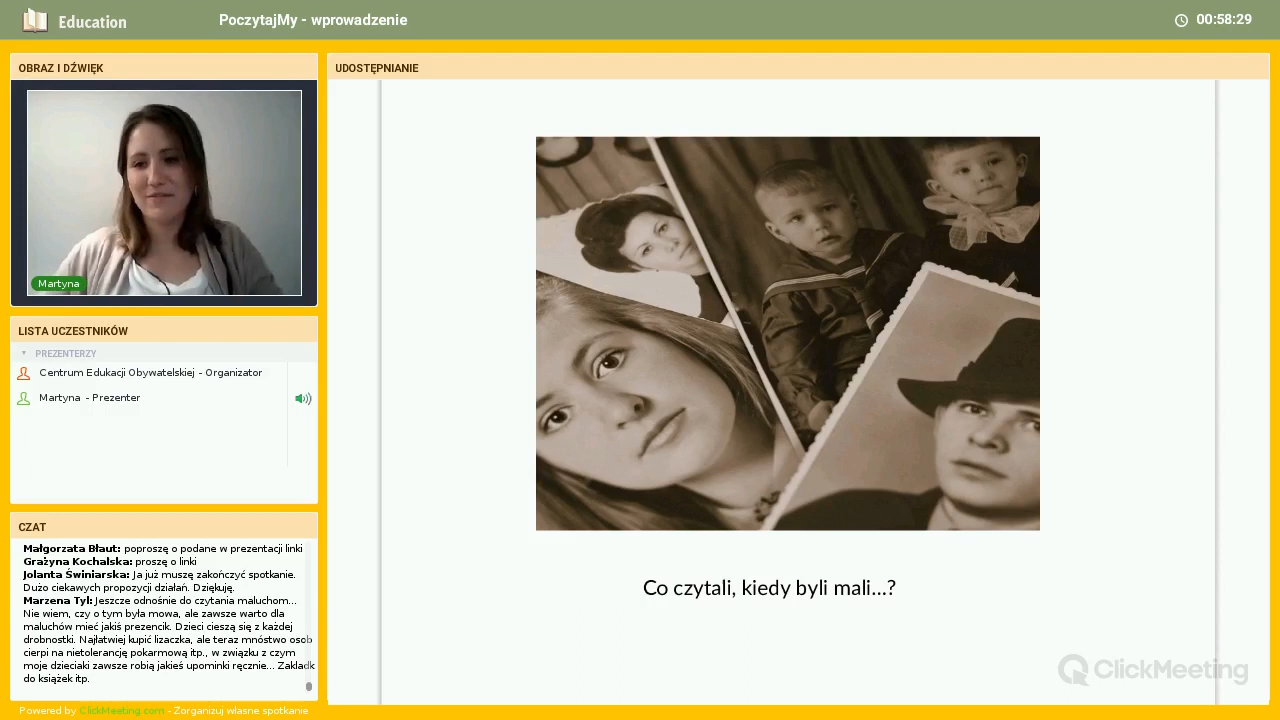 Education
PoczytajMy - wprowadzenie
00:58:29
OBRAZ I DŹWIĘK
Martyna
LISTA UCZESTNIKÓW
PREZENTERZY
Centrum Edukacji Obywatelskiej - Organizator
Martyna - Prezenter
CZAT
Małgorzata Błaut: poproszę o podane w prezentacji linki
Grażyna Kochalska: proszę o linki
Jolanta Świniarska: Ja już muszę zakończyć spotkanie.
Dużo ciekawych propozycji działań. Dziękuję.
Marzena Tyl: Jeszcze odnośnie do czytania maluchom...
Nie wiem, czy o tym była mowa, ale zawsze warto dla
maluchów mieć jakiś prezencik. Dzieci cieszą się z każdej
drobnostki. Najłatwiej kupić lizaczka, ale teraz mnóstwo osob
cierpi na nietolerancję pokarmową itp., w związku z czym
moje dzieciaki zawsze robią jakieś upominki ręcznie... Zakładk
do książek itp.
Powered by ClickMeeting.com - Zorganizuj własne spotkanie
UDOSTĘPNIANIE
Co czytali, kiedy byli mali...?
ClickMeeting